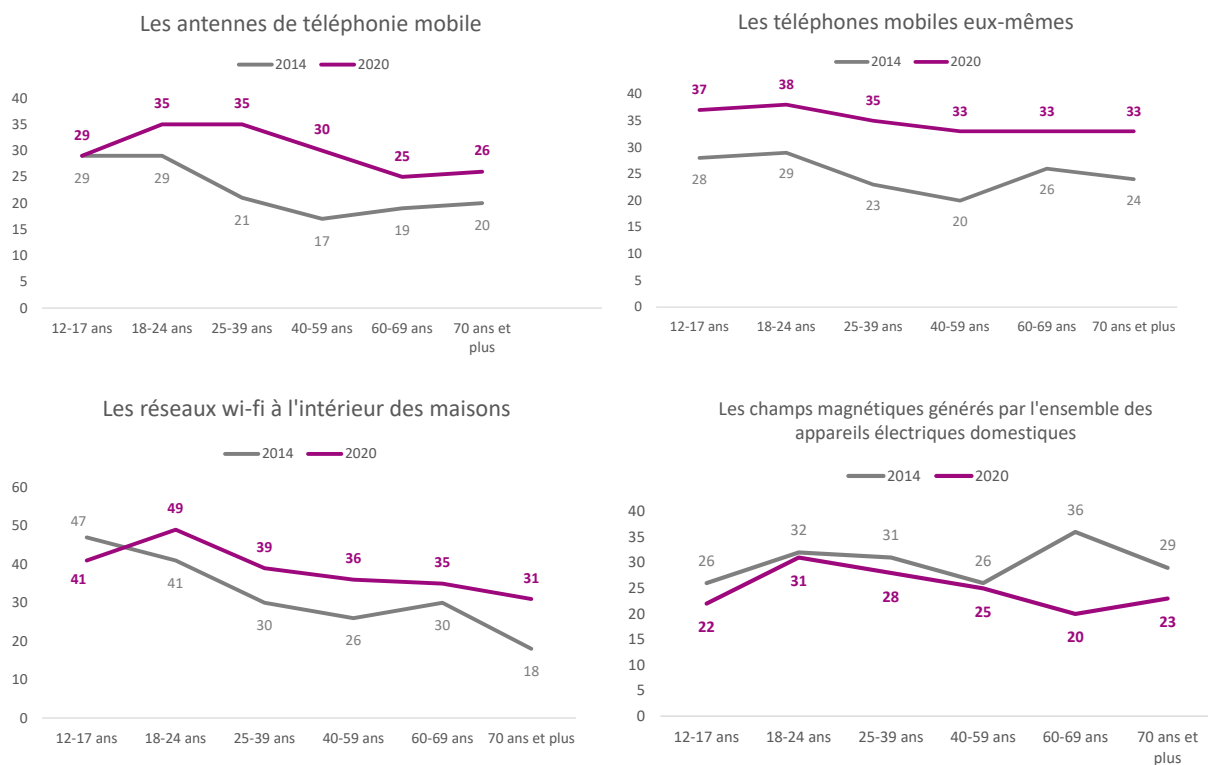 Les antennes de téléphonie mobile
2014 2020
40
35
30
25
20
15
10
5
0
29 35 35 30 25 26
29 29 21 17 19 20
12-17 ans 18-24 ans 25-39 ans 40-59 ans 60-69 ans 70 ans et
plus
Les téléphones mobiles eux-mêmes
2014 2020
40
35
30
25
20
15
10
5
0
37 38 35 33 33 33
28 29 23 20 26 24
12-17 ans 18-24 ans 25-39 ans 40-59 ans 60-69 ans 70 ans et plus
Les réseaux wi-fi à l'intérieur des maisons
2014 2020
60
50
40
30
20
10
0
47 41 30 26 30 18
41 49 39 36 35 31
12-17 ans 18-24 ans 25-39 ans 40-59 ans 60-69 ans 70 ans et plus
Les champs magnétiques générés par l'ensemble des
appareils électriques domestiques
2014 2020
40
35
30
25
20
15
10
5
0
26 32 31 26 36 29
22 31 28 25 20 23
12-17 ans 18-24 ans 25-39 ans 40-59 ans 60-69 ans 70 ans et
plus